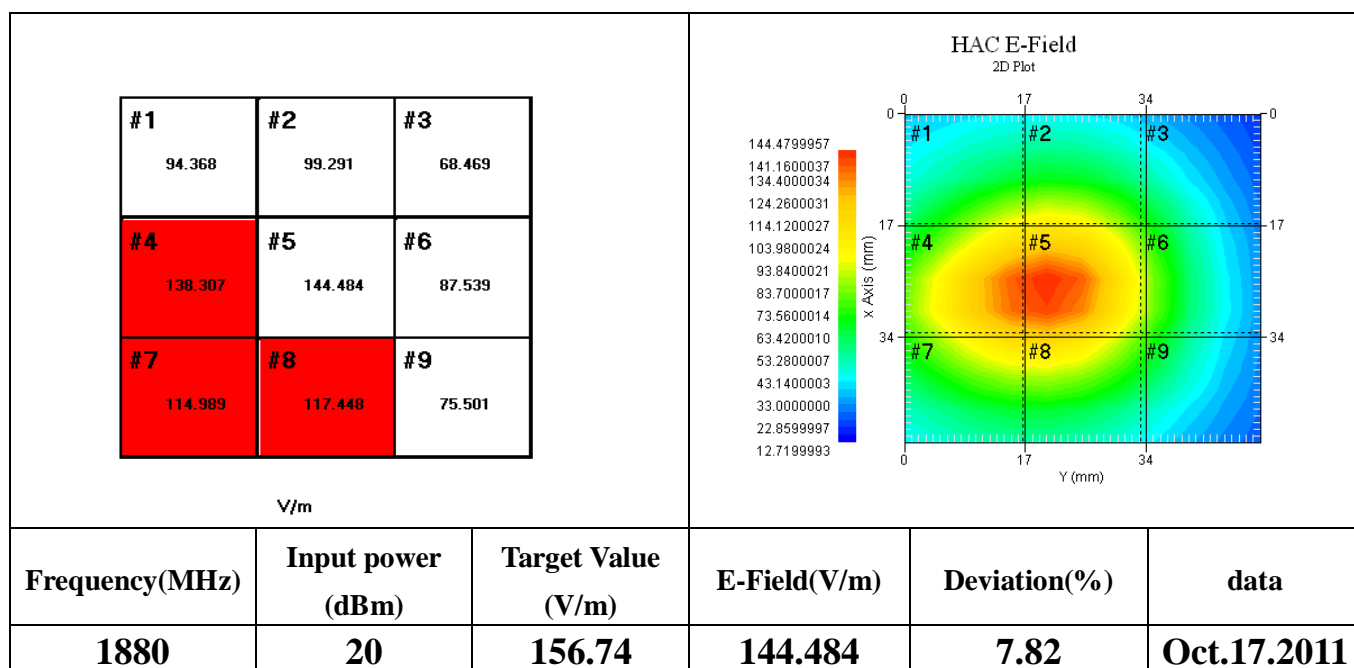 #1 #2 #3
94.368 99.291 68.469
#4 #5 #6
138.307 144.484 87.539
#7 #8 #9
114.989 117.448 75.501
V/m
HAC E-Field
2D Plot
0 17 34
0 0
#1 #2 #3
144.4799957
141.1600037
134.4000034
124.2600031
114.1200027
103.9800024
93.8400021
83.7000017
73.5600014
63.4200010
53.2800007
43.1400003
33.0000000
22.8599997
12.7199993
x Axis (mm)
17 17
#4 #5 #6
34 34
#7 #8 #9
0 17 34
Y (mm)
Frequency(MHz) Input power (dBm) Target Value (V/m) E-Field(V/m) Deviation(%) data
1880 20 156.74 144.484 7.82 Oct.17.2011